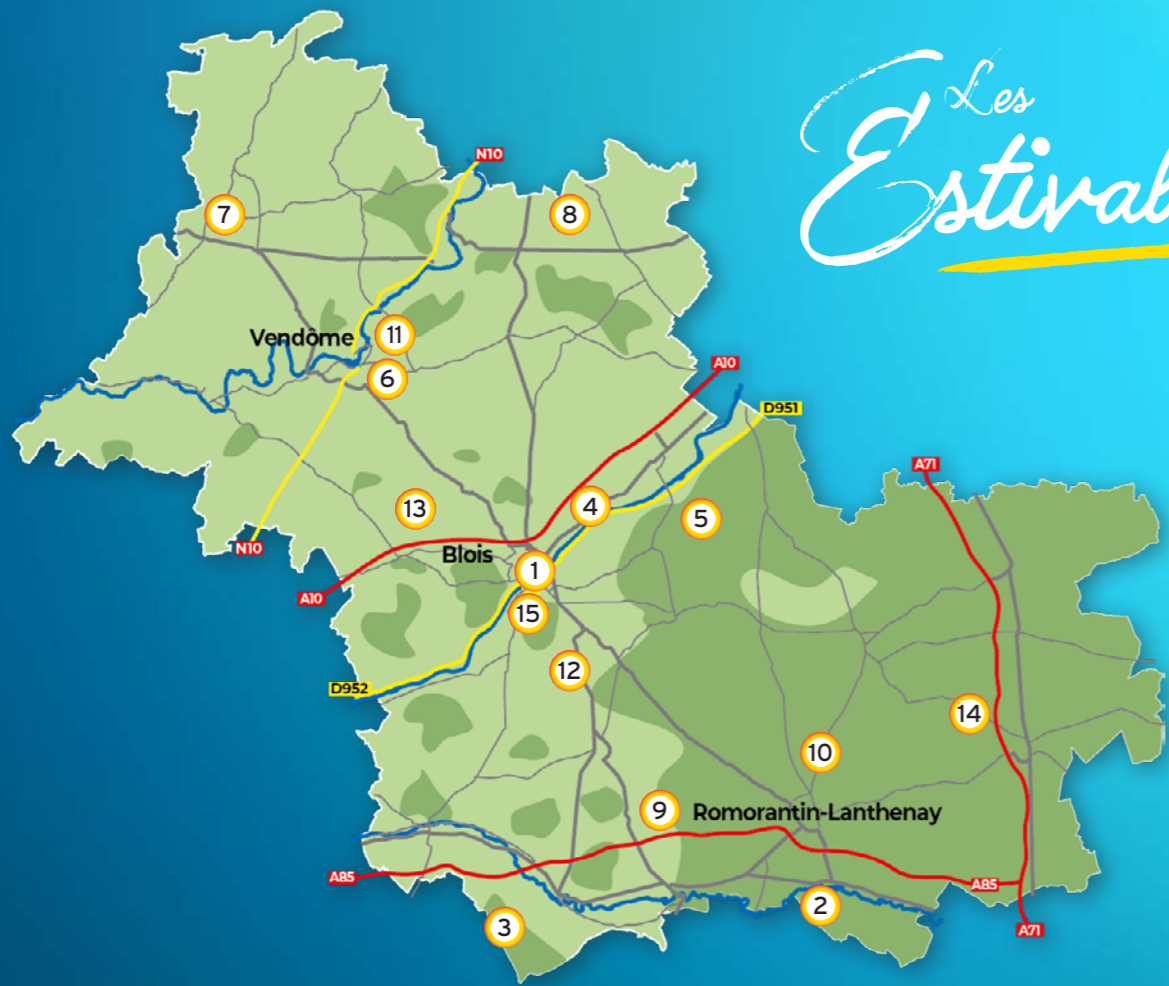 Les
Estival
N10
7
8
Vendôme
11
6
A10
D951
A71
13
4
5
N10
Blois
1
A10
15
12
D952
14
10
9
Romorantin-Lanthenay
A85
A85
2
3
A71